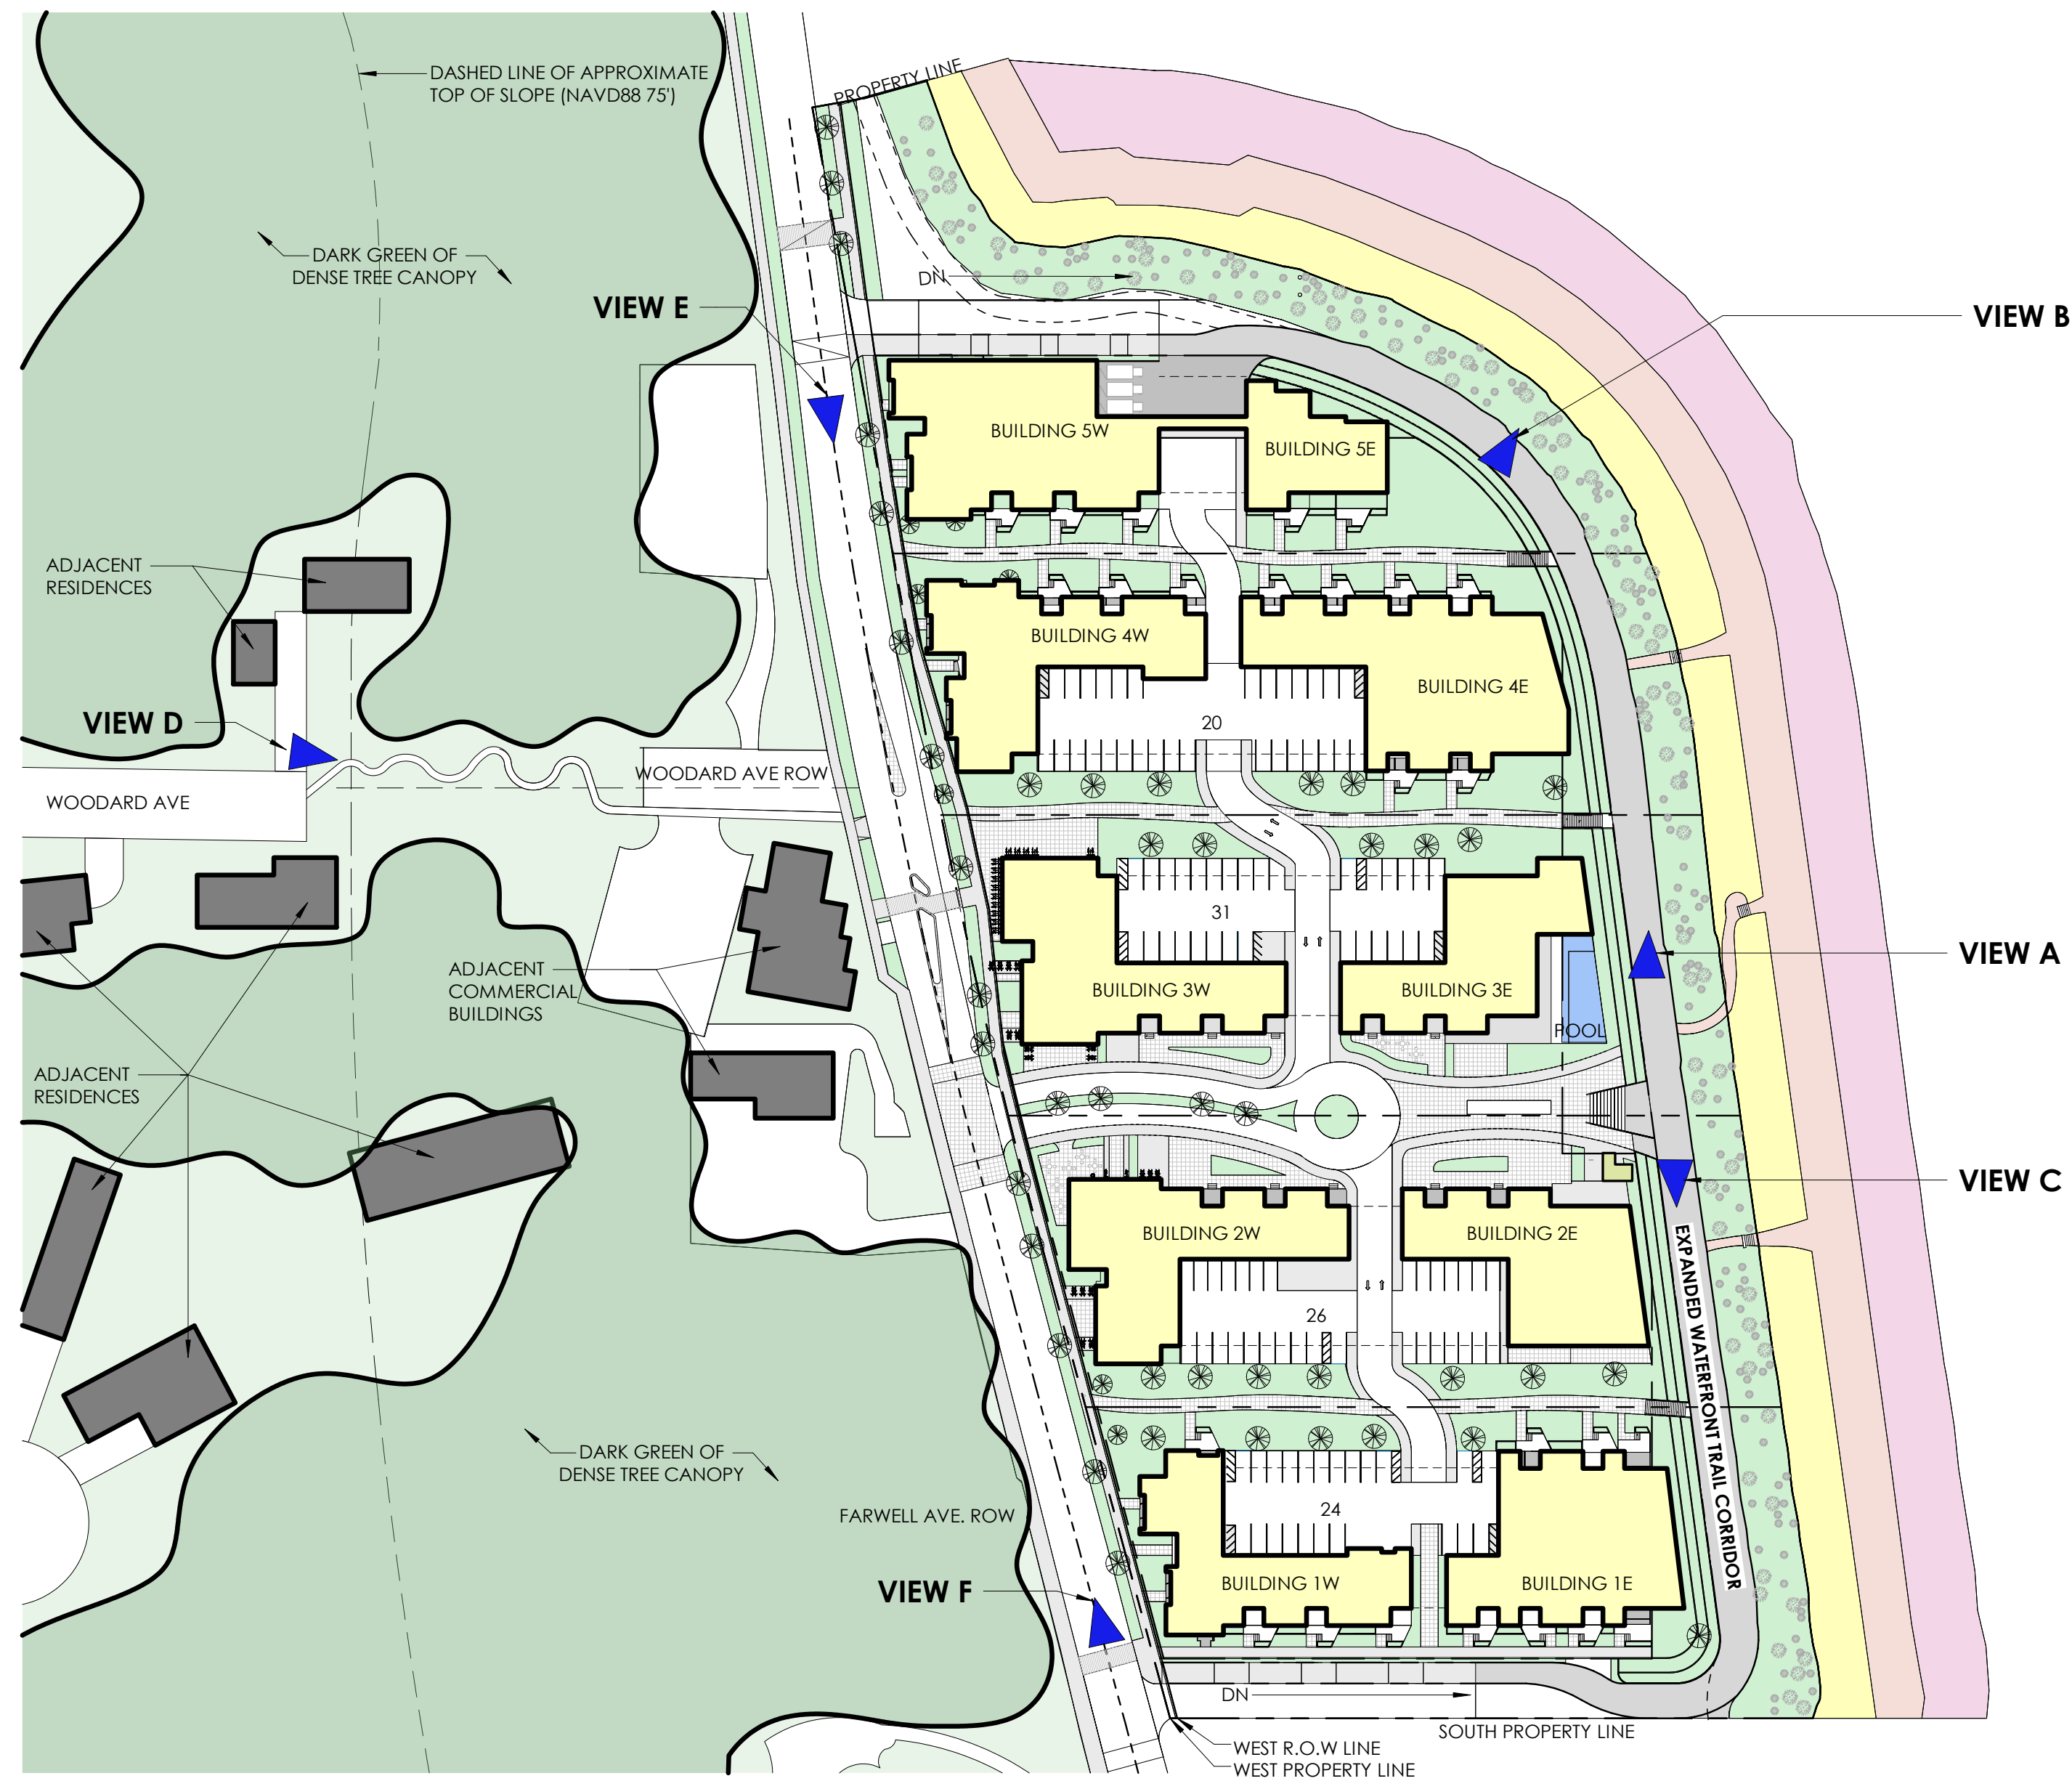 PROPERTY LINE
DASHED LINE OF APPROXIMATE
TOP OF SLOPE (NAVD88 75')
DARK GREEN OF
DENSE TREE CANOPY
DN
VIEW E
VIEW B
BUILDING 5W
BUILDING 5E
ADJACENT
RESIDENCES
BUILDING 4W
BUILDING 4E
20
VIEW D
WOODARD AVE ROW
WOODARD AVE
31
VIEW A
ADJACENT
COMMERCIAL
BUILDINGS
BUILDING 3W
BUILDING 3E
POOL
ADJACENT
RESIDENCES
VIEW C
BUILDING 2W
BUILDING 2E
26
EXPANDED WATERFRONT TRAIL CORRIDOR
DARK GREEN OF
DENSE TREE CANOPY
FARWELL AVE. ROW
24
VIEW F
BUILDING 1W
BUILDING 1E
DN
SOUTH PROPERTY LINE
WEST R.O.W LINE
WEST PROPERTY LINE